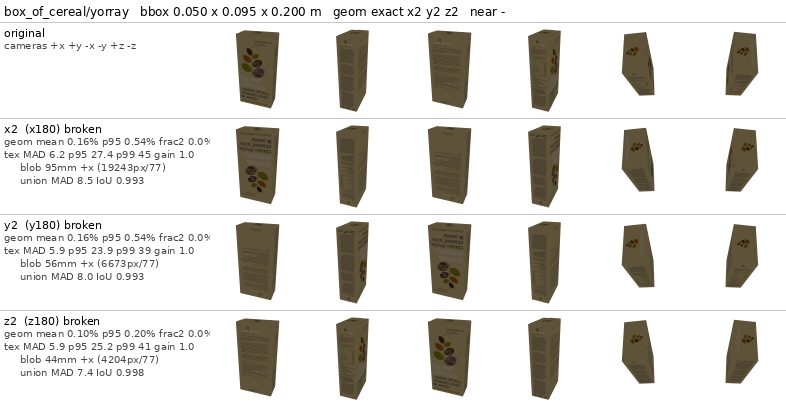 box_of_cereal/yorray bbox 0.050 x 0.095 x 0.200 m geom exact x2 y2 z2 near -
original
cameras +x +y -x -y +z -z
x2 (x180) broken
geom mean 0.16% p95 0.54% frac2 0.0%
tex MAD 6.2 p95 27.4 p99 45 gain 1.0
blob 95mm +x (19243px/77)
union MAD 8.5 IoU 0.993
y2 (y180) broken
geom mean 0.16% p95 0.54% frac2 0.0%
tex MAD 5.9 p95 23.9 p99 39 gain 1.0
blob 56mm +x (6673px/77)
union MAD 8.0 IoU 0.993
z2 (z180) broken
geom mean 0.10% p95 0.20% frac2 0.0%
tex MAD 5.9 p95 25.2 p99 41 gain 1.0
blob 44mm +x (4204px/77)
union MAD 7.4 IoU 0.998